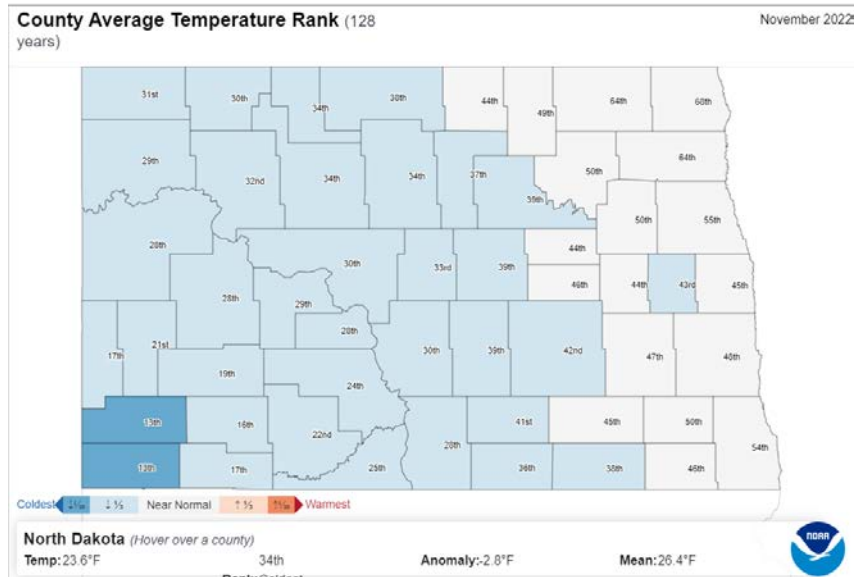 County Average Temperature Rank (128
years)
November 2022
31st
30th
34th
38th
44th
49th
64th
68th
29th
32nd
34th
34th
37th
39th
50th
64th
50th
55th
28th
28th
30th
29th
28th
33rd
39th
44th
46th
44th
43rd
45th
17th
21st
19th
24th
30th
39th
42nd
47th
48th
13th
16th
22nd
28th
41st
45th
50th
54th
13th
17th
25th
36th
38th
46th
Coldest Near Normal Warmest
North Dakota (Hover over a county)
Temp:23.6°F 34th Anomaly:-2.8°F Mean:26.4°F
NOAA